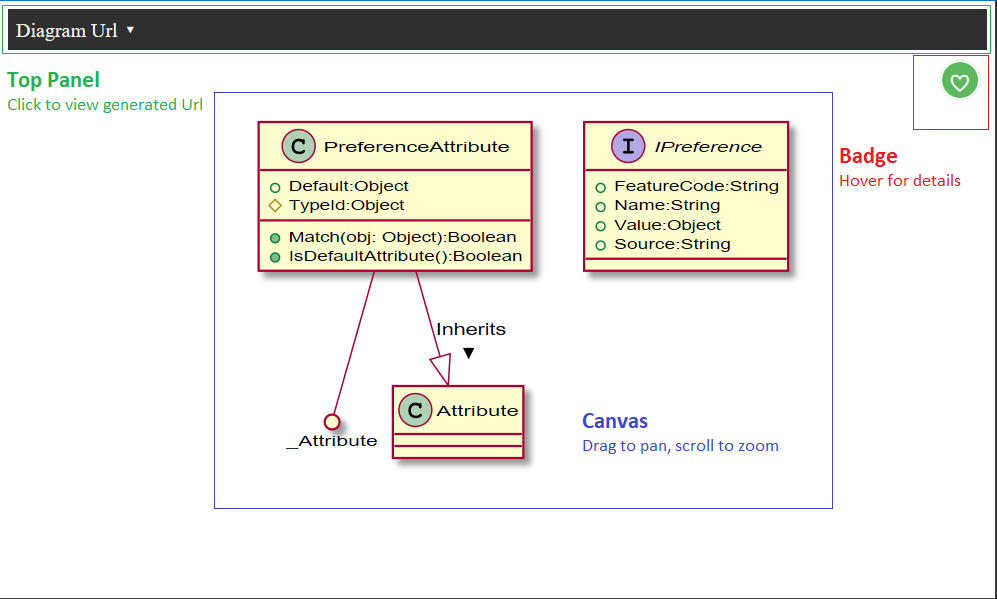 Diagram Url ▼
Top Panel
Click to view generated Url
Badge
Hover for details
C PreferenceAttribute
Default:Object
TypeId:Object
Match(obj: Object):Boolean
IsDefaultAttribute():Boolean
I IPreference
FeatureCode:String
Name:String
Value:Object
Source:String
Inherits
▼
_Attribute
C Attribute
Canvas
Drag to pan, scroll to zoom